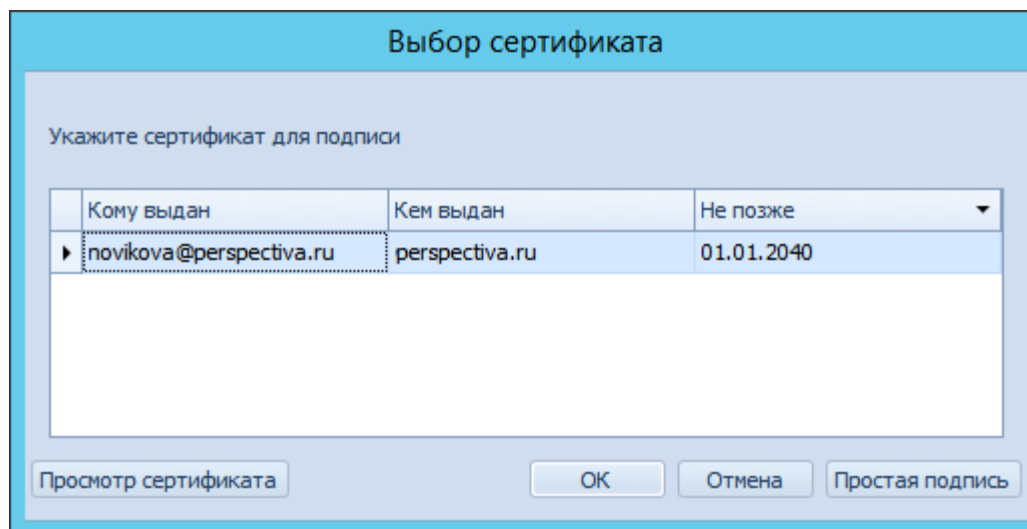 Выбор сертификата
Укажите сертификат для подписи
Кому выдан Кем выдан Не позже
novikova@perspectiva.ru perspectiva.ru 01.01.2040
Просмотр сертификата OK Отмена Простая подпись